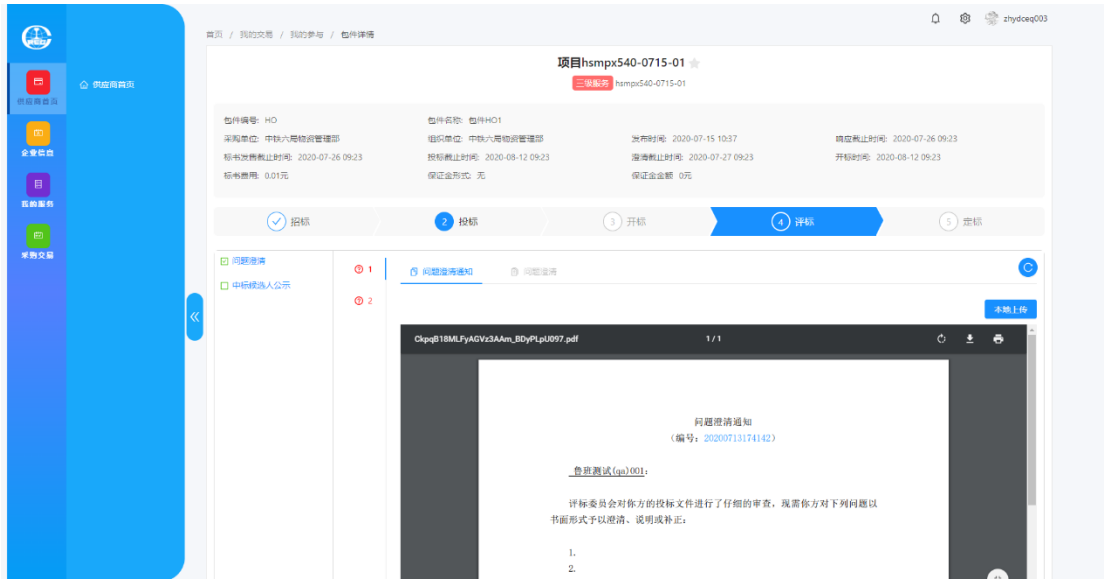 zhydceq003
首页 / 我的交易 / 我的参与 / 包件详情
供应商首页
供应商首页
企业信息
我的服务
采购交易
项目hsmpx540-0715-01
三级服务 hsmpx540-0715-01
包件编号: HO 包件名称: 包件HO1
采购单位: 中铁六局物资管理部 组织单位: 中铁六局物资管理部 发布时间: 2020-07-15 10:37 响应截止时间: 2020-07-26 09:23
标书发售截止时间: 2020-07-26 09:23 投标截止时间: 2020-08-12 09:23 澄清截止时间: 2020-07-27 09:23 开标时间: 2020-08-12 09:23
标书费用: 0.01元 保证金形式: 无 保证金金额 0元
招标 2 投标 3 开标 4 评标 5 定标
问题澄清
中标候选人公示
1
2
问题澄清通知 问题澄清
本地上传
CkpqB18MLFyAGVz3AAm_BDyPLpU097.pdf 1 / 1
问题澄清通知
(编号: 20200713174142)
鲁班测试(qa)001:
评标委员会对你方的投标文件进行了仔细的审查，现需你方对下列问题以
书面形式予以澄清、说明或补正:
1.
2.